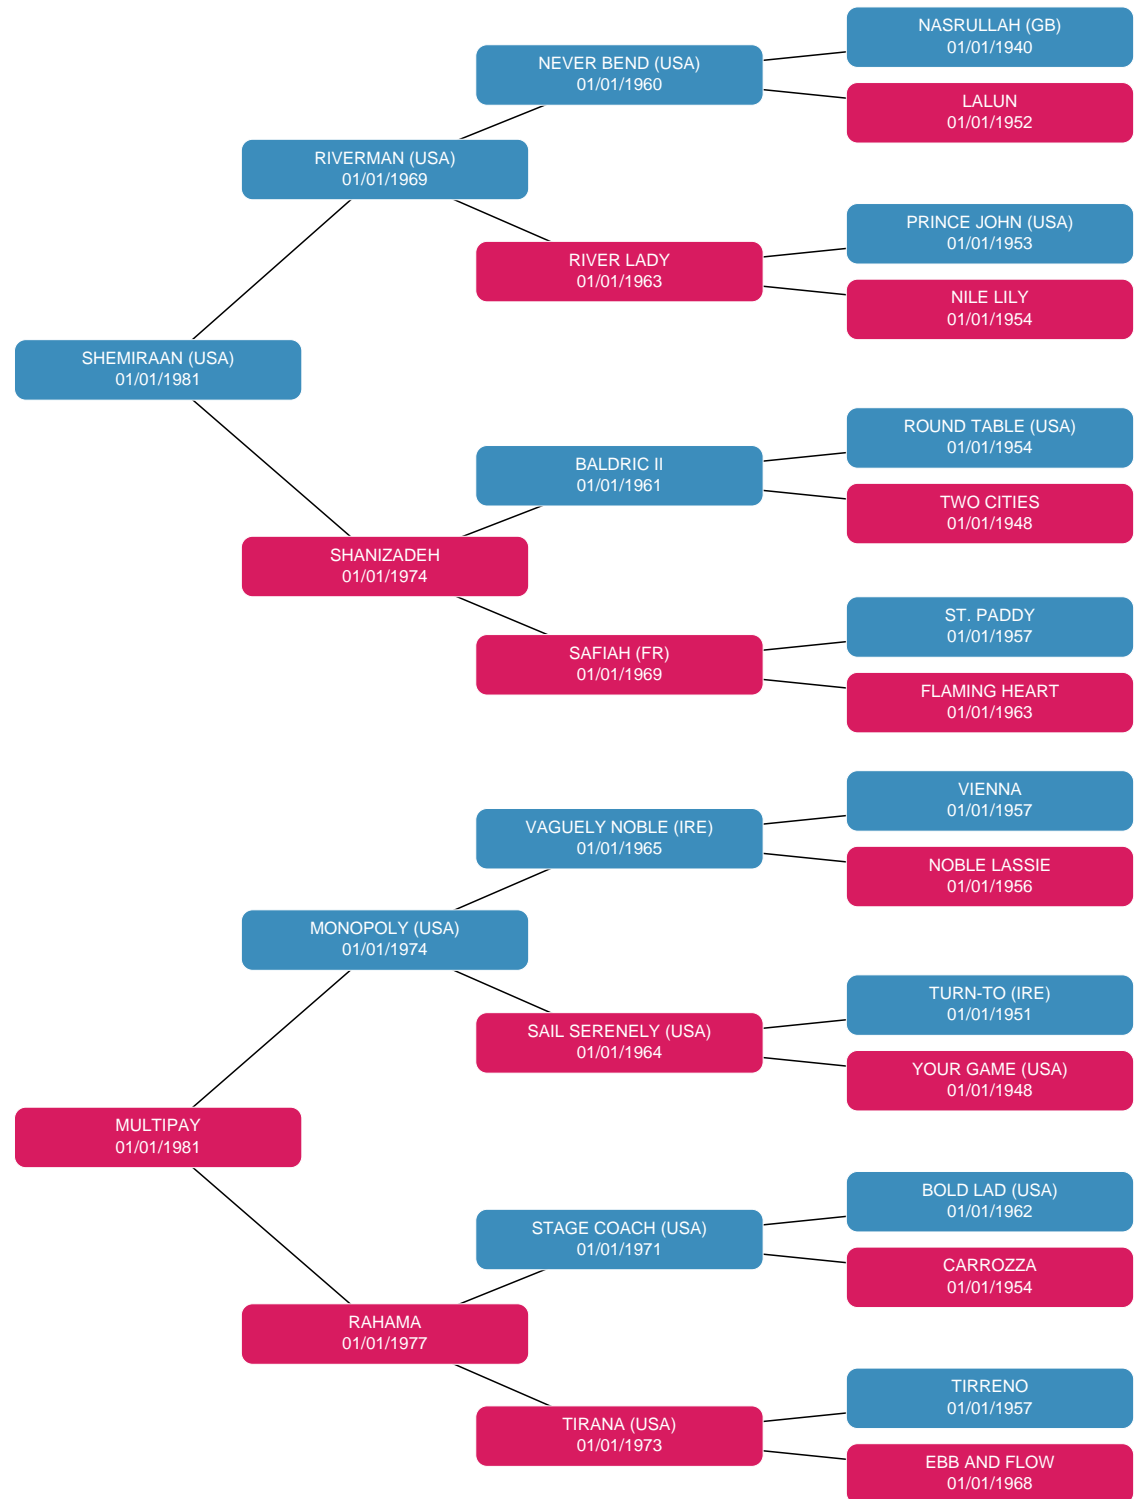 NASRULLAH (GB)
01/01/1940
NEVER BEND (USA)
01/01/1960
LALUN
01/01/1952
RIVERMAN (USA)
01/01/1969
PRINCE JOHN (USA)
01/01/1953
RIVER LADY
01/01/1963
NILE LILY
01/01/1954
SHEMIRAAN (USA)
01/01/1981
ROUND TABLE (USA)
01/01/1954
BALDRIC II
01/01/1961
TWO CITIES
01/01/1948
SHANIZADEH
01/01/1974
ST. PADDY
01/01/1957
SAFIAH (FR)
01/01/1969
FLAMING HEART
01/01/1963
VIENNA
01/01/1957
VAGUELY NOBLE (IRE)
01/01/1965
NOBLE LASSIE
01/01/1956
MONOPOLY (USA)
01/01/1974
TURN-TO (IRE)
01/01/1951
SAIL SERENELY (USA)
01/01/1964
YOUR GAME (USA)
01/01/1948
MULTIPAY
01/01/1981
BOLD LAD (USA)
01/01/1962
STAGE COACH (USA)
01/01/1971
CARROZZA
01/01/1954
RAHAMA
01/01/1977
TIRRENO
01/01/1957
TIRANA (USA)
01/01/1973
EBB AND FLOW
01/01/1968